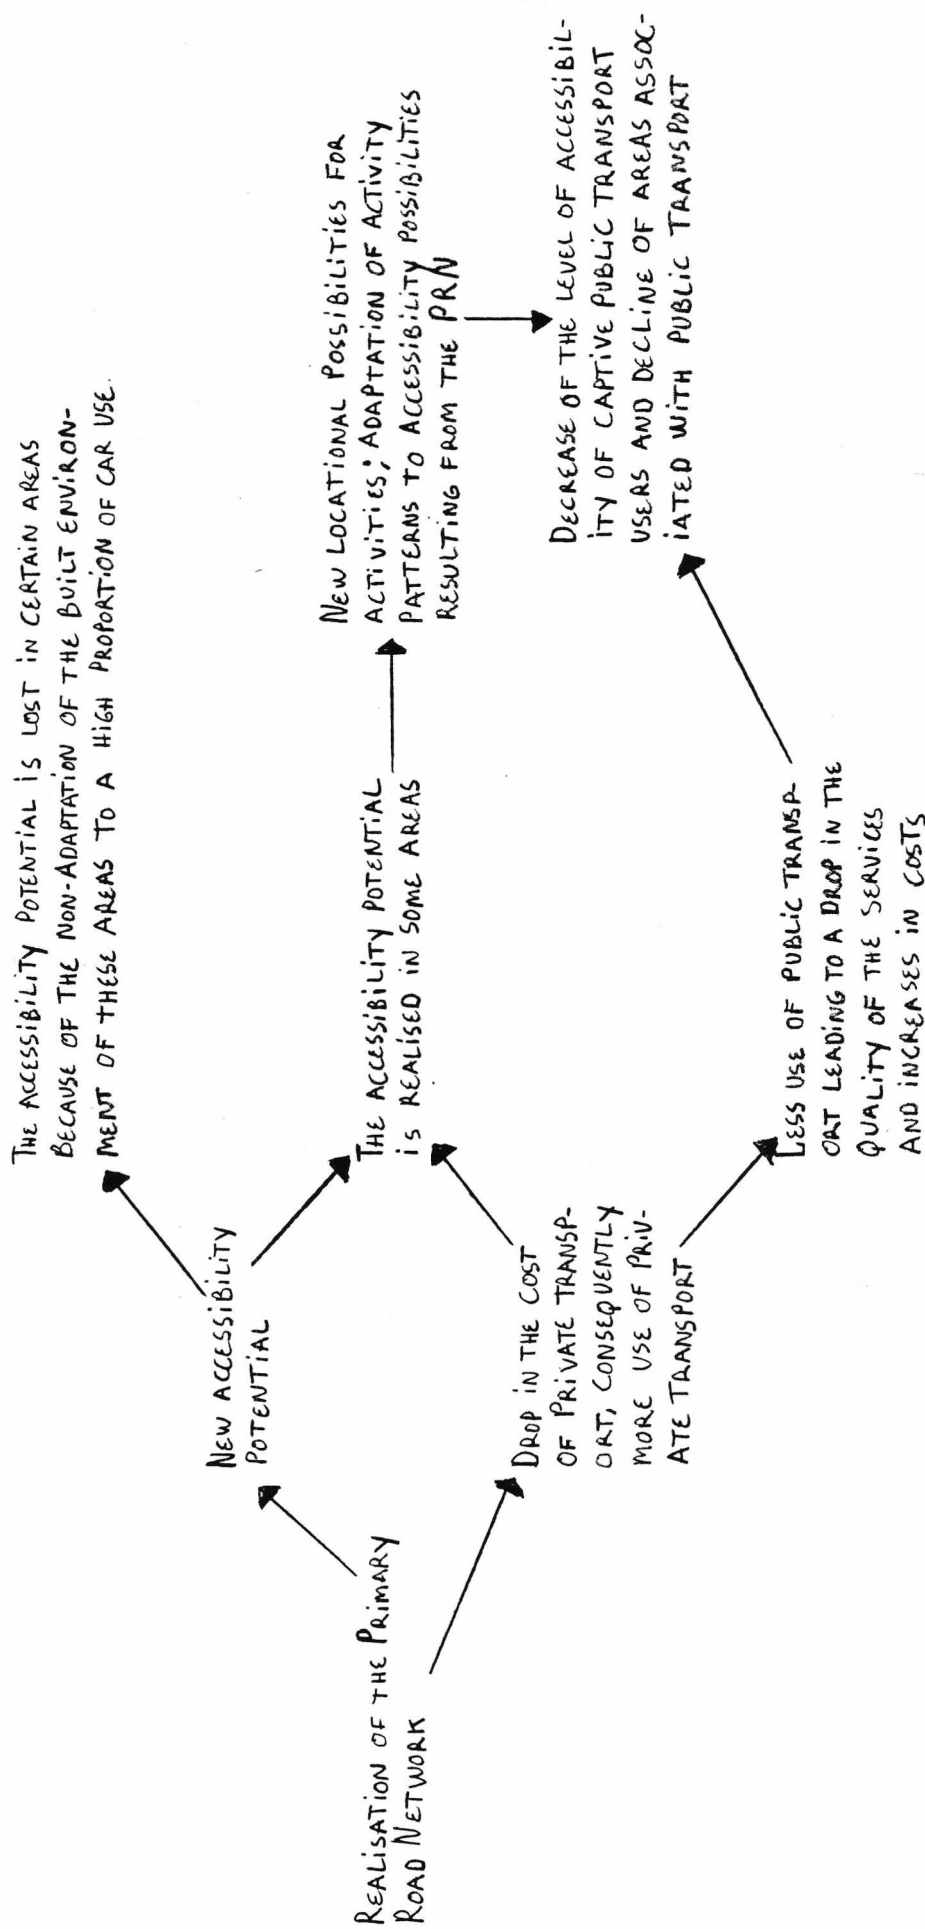 THE ACCESSIBILITY POTENTIAL IS LOST IN CERTAIN AREAS
BECAUSE OF THE NON-ADAPTATION OF THE BUILT ENVIRON-
MENT OF THESE AREAS TO A HIGH PROPORTION OF CAR USE.
NEW ACCESSIBILITY
POTENTIAL
REALISATION OF THE PRIMARY
ROAD NETWORK
THE ACCESSIBILITY POTENTIAL
IS REALISED IN SOME AREAS
NEW LOCATIONAL POSSIBILITIES FOR
ACTIVITIES; ADAPTATION OF ACTIVITY
PATTERNS TO ACCESSIBILITY POSSIBILITIES
RESULTING FROM THE PRN
DROP IN THE COST
OF PRIVATE TRANSP-
ORT, CONSEQUENTLY
MORE USE OF PRIV-
ATE TRANSPORT
DECREASE OF THE LEVEL OF ACCESSIBIL-
ITY OF CAPTIVE PUBLIC TRANSPORT
USERS AND DECLINE OF AREAS ASSOC-
IATED WITH PUBLIC TRANSPORT
LESS USE OF PUBLIC TRANSP-
ORT LEADING TO A DROP IN THE
QUALITY OF THE SERVICES
AND INCREASES IN COSTS